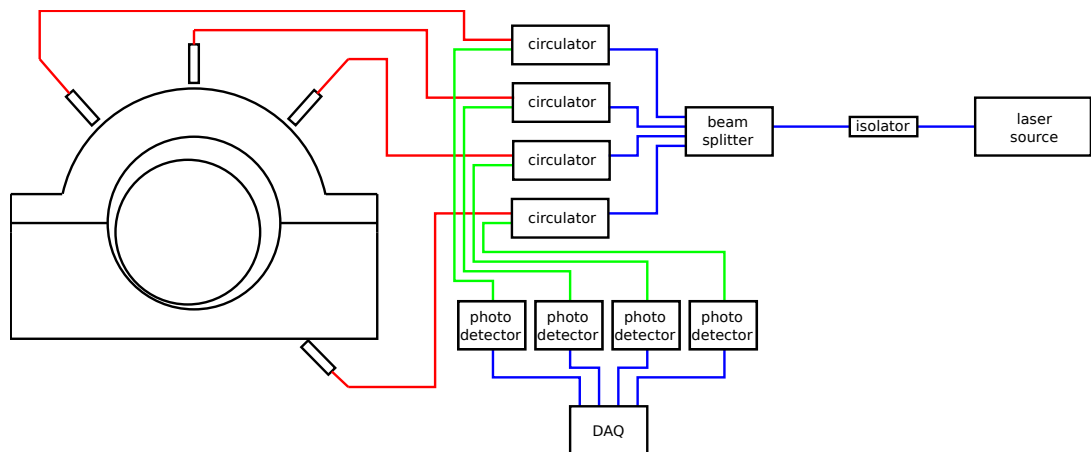 circulator
circulator
circulator
circulator
beam
splitter
isolator
laser
source
photo
detector
photo
detector
photo
detector
photo
detector
DAQ